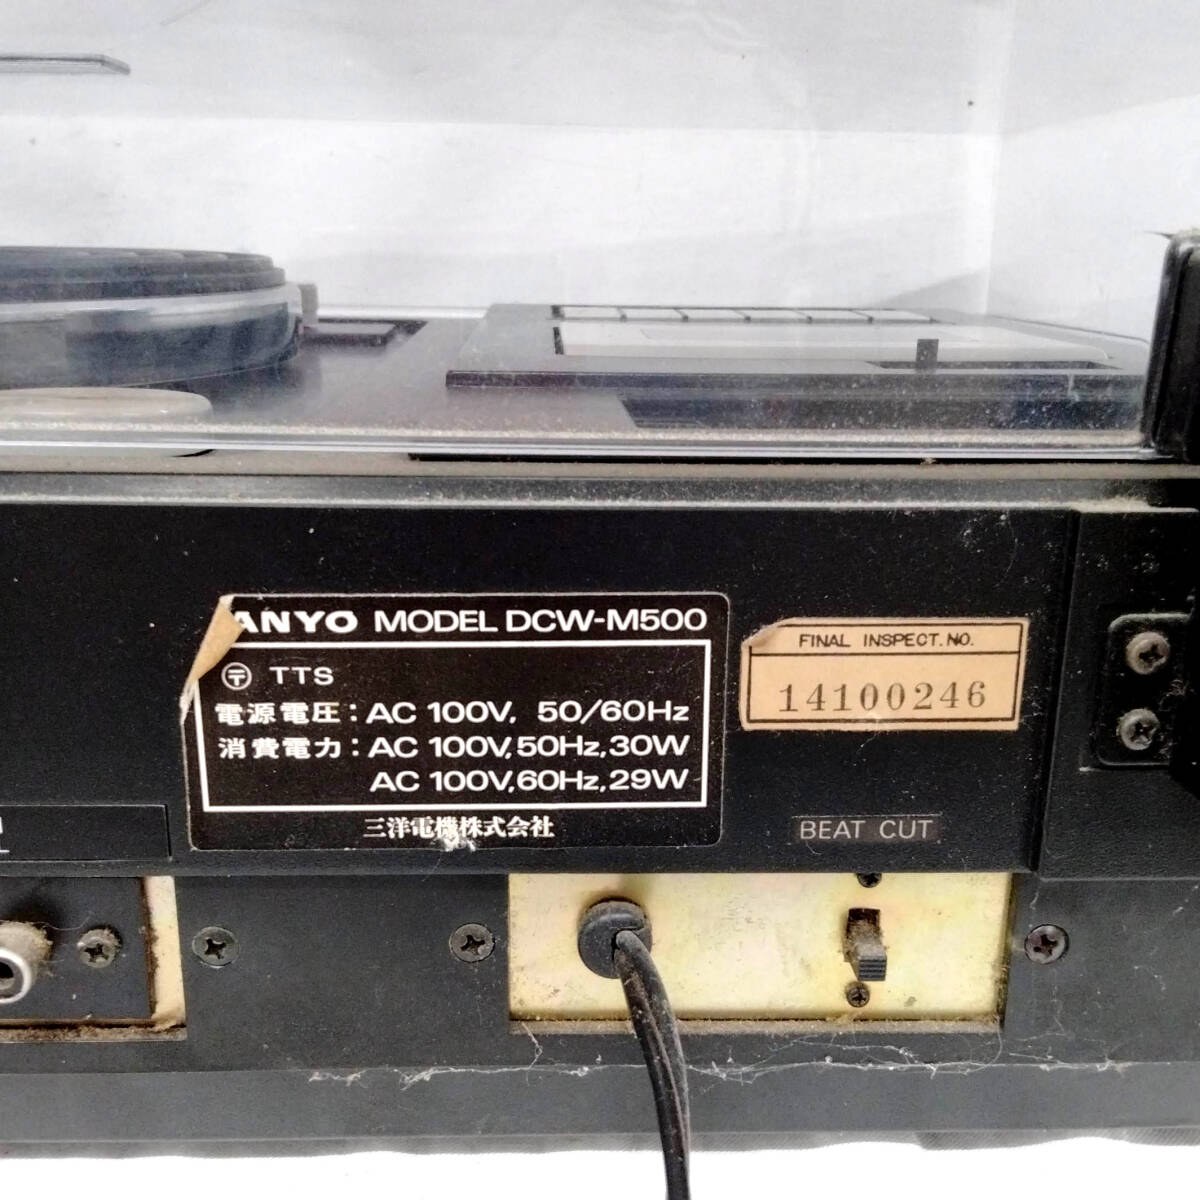 ANYO MODEL DCW-M500
〒 TTS
電源電圧：AC 100V, 50/60Hz
消費電力：AC 100V,50Hz,30W
AC 100V,60Hz,29W
三洋電機株式会社
FINAL INSPECT. NO.
14100246
BEAT CUT